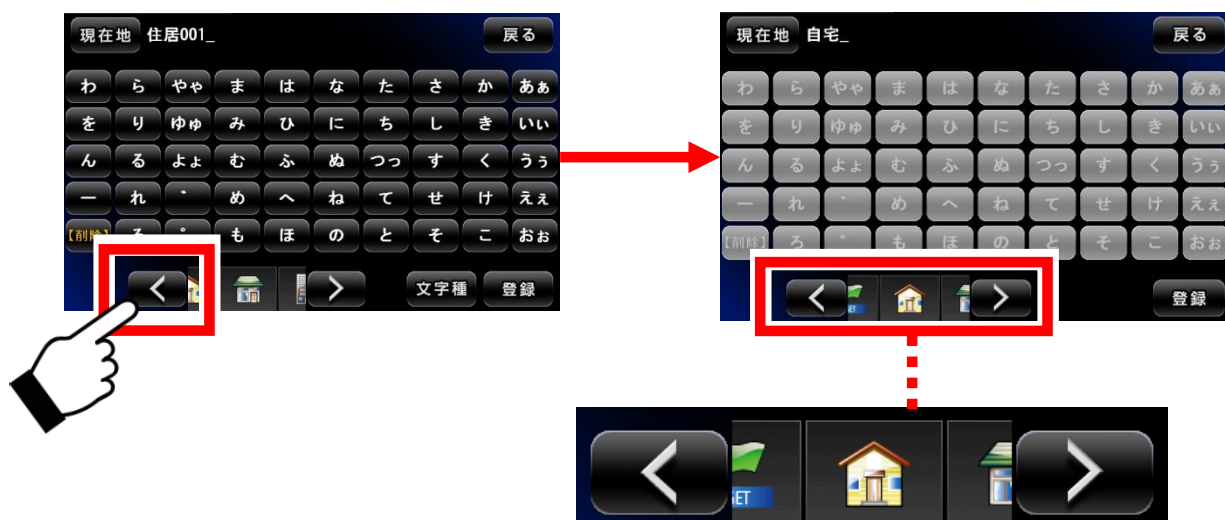 現在地 住居001_ 戻る
わ ら やゃ ま は な た さ か あぁ
を り ゆゅ み ひ に ち し き いぃ
ん る よょ む ふ ぬ つっ す く うぅ
ー れ ゛ め へ ね て せ け えぇ
【削除】 ろ ゜ も ほ の と そ こ おぉ
< > 文字種 登録
現在地 自宅_ 戻る
わ ら やゃ ま は な た さ か あぁ
を り ゆゅ み ひ に ち し き いぃ
ん る よょ む ふ ぬ つっ す く うぅ
ー れ ゛ め へ ね て せ け えぇ
【削除】 ろ ゜ も ほ の と そ こ おぉ
< ET > 登録
< ET >